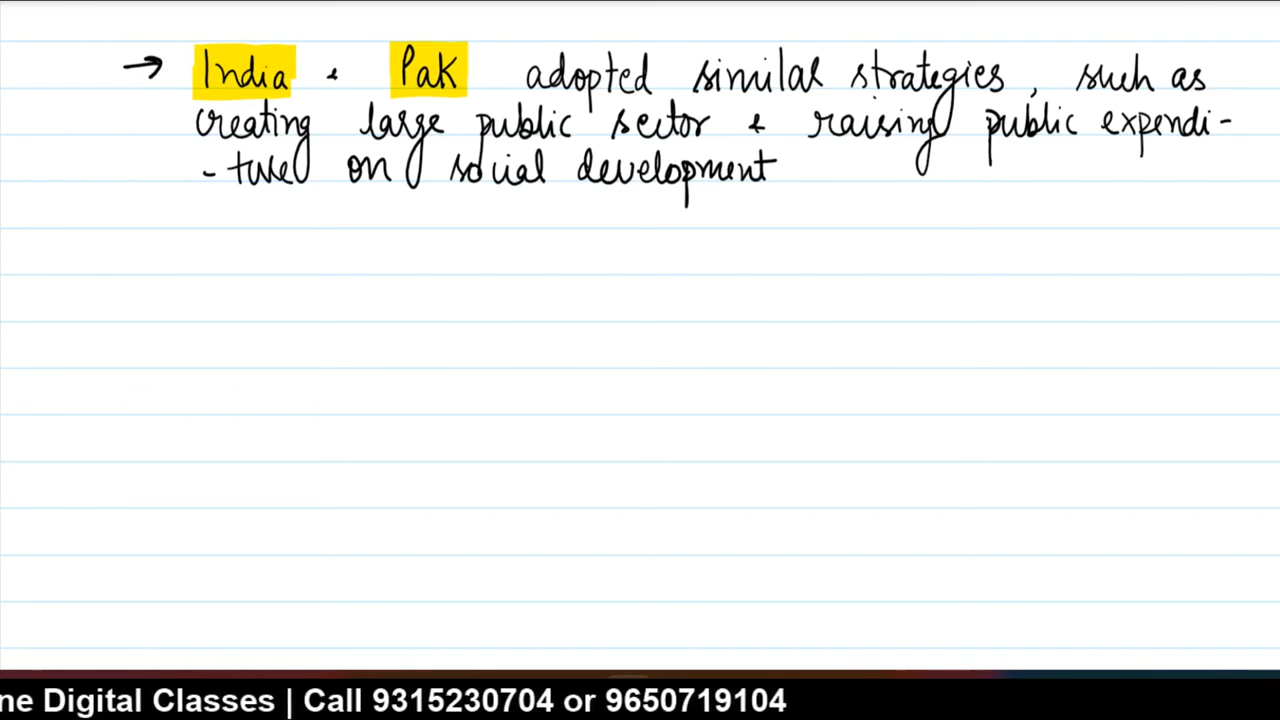 → India & Pak adopted similar strategies, such as
creating large public sector & raising public expendi-
-ture on social development
ne Digital Classes | Call 9315230704 or 9650719104